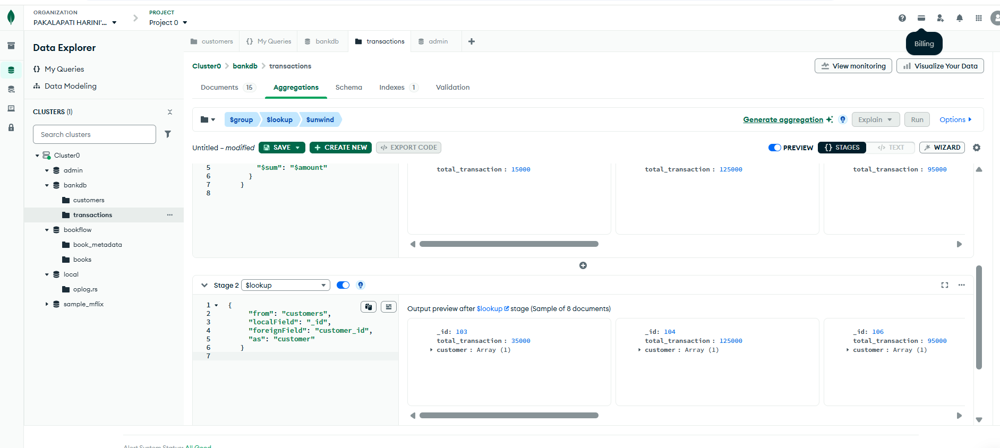 ORGANIZATION
PAKALAPATI HARINI'...
PROJECT
Project 0
Billing
Data Explorer
My Queries
Data Modeling
CLUSTERS (1)
Search clusters
Cluster0
admin
bankdb
customers
transactions
bookflow
book_metadata
books
local
oplog.rs
sample_mflix
customers
{} My Queries
bankdb
transactions
admin
Cluster0 > bankdb > transactions
View monitoring
Visualize Your Data
Documents 15
Aggregations
Schema
Indexes 1
Validation
$group
$lookup
$unwind
Generate aggregation
Explain
Run
Options
Untitled – modified
SAVE
CREATE NEW
</> EXPORT CODE
PREVIEW
{} STAGES
</> TEXT
WIZARD
5 "$sum": "$amount"
6 }
7 }
8
total_transaction : 15000
total_transaction : 125000
total_transaction : 95000
Stage 2 $lookup
1 {
2 "from": "customers",
3 "localField": "_id",
4 "foreignField": "customer_id",
5 "as": "customer"
6 }
7
Output preview after $lookup stage (Sample of 8 documents)
_id: 103
total_transaction : 35000
customer : Array (1)
_id: 104
total_transaction : 125000
customer : Array (1)
_id: 106
total_transaction : 95000
customer : Array (1)
Alert System Status: All Good